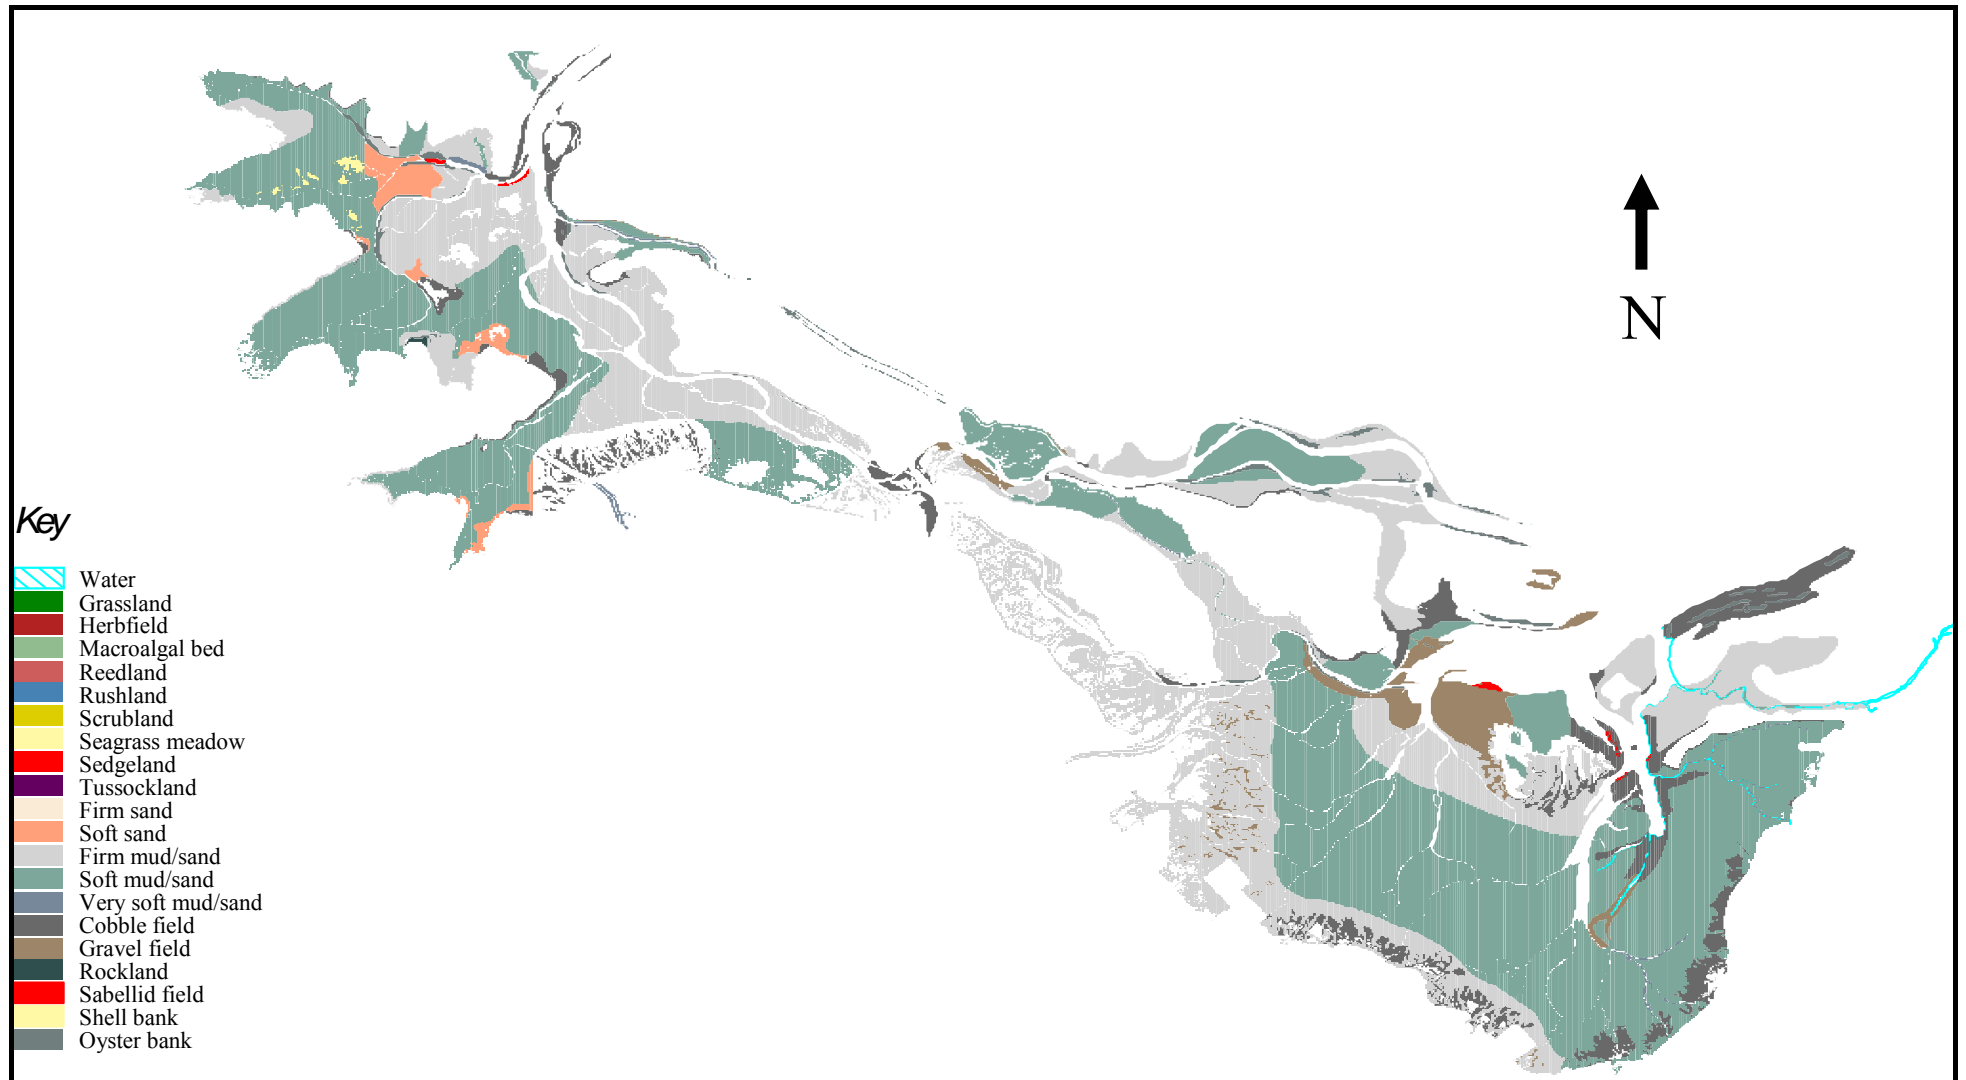 N
Key
Water
Grassland
Herbfield
Macroalgal bed
Reedland
Rushland
Scrubland
Seagrass meadow
Sedgeland
Tussockland
Firm sand
Soft sand
Firm mud/sand
Soft mud/sand
Very soft mud/sand
Cobble field
Gravel field
Rockland
Sabellid field
Shell bank
Oyster bank